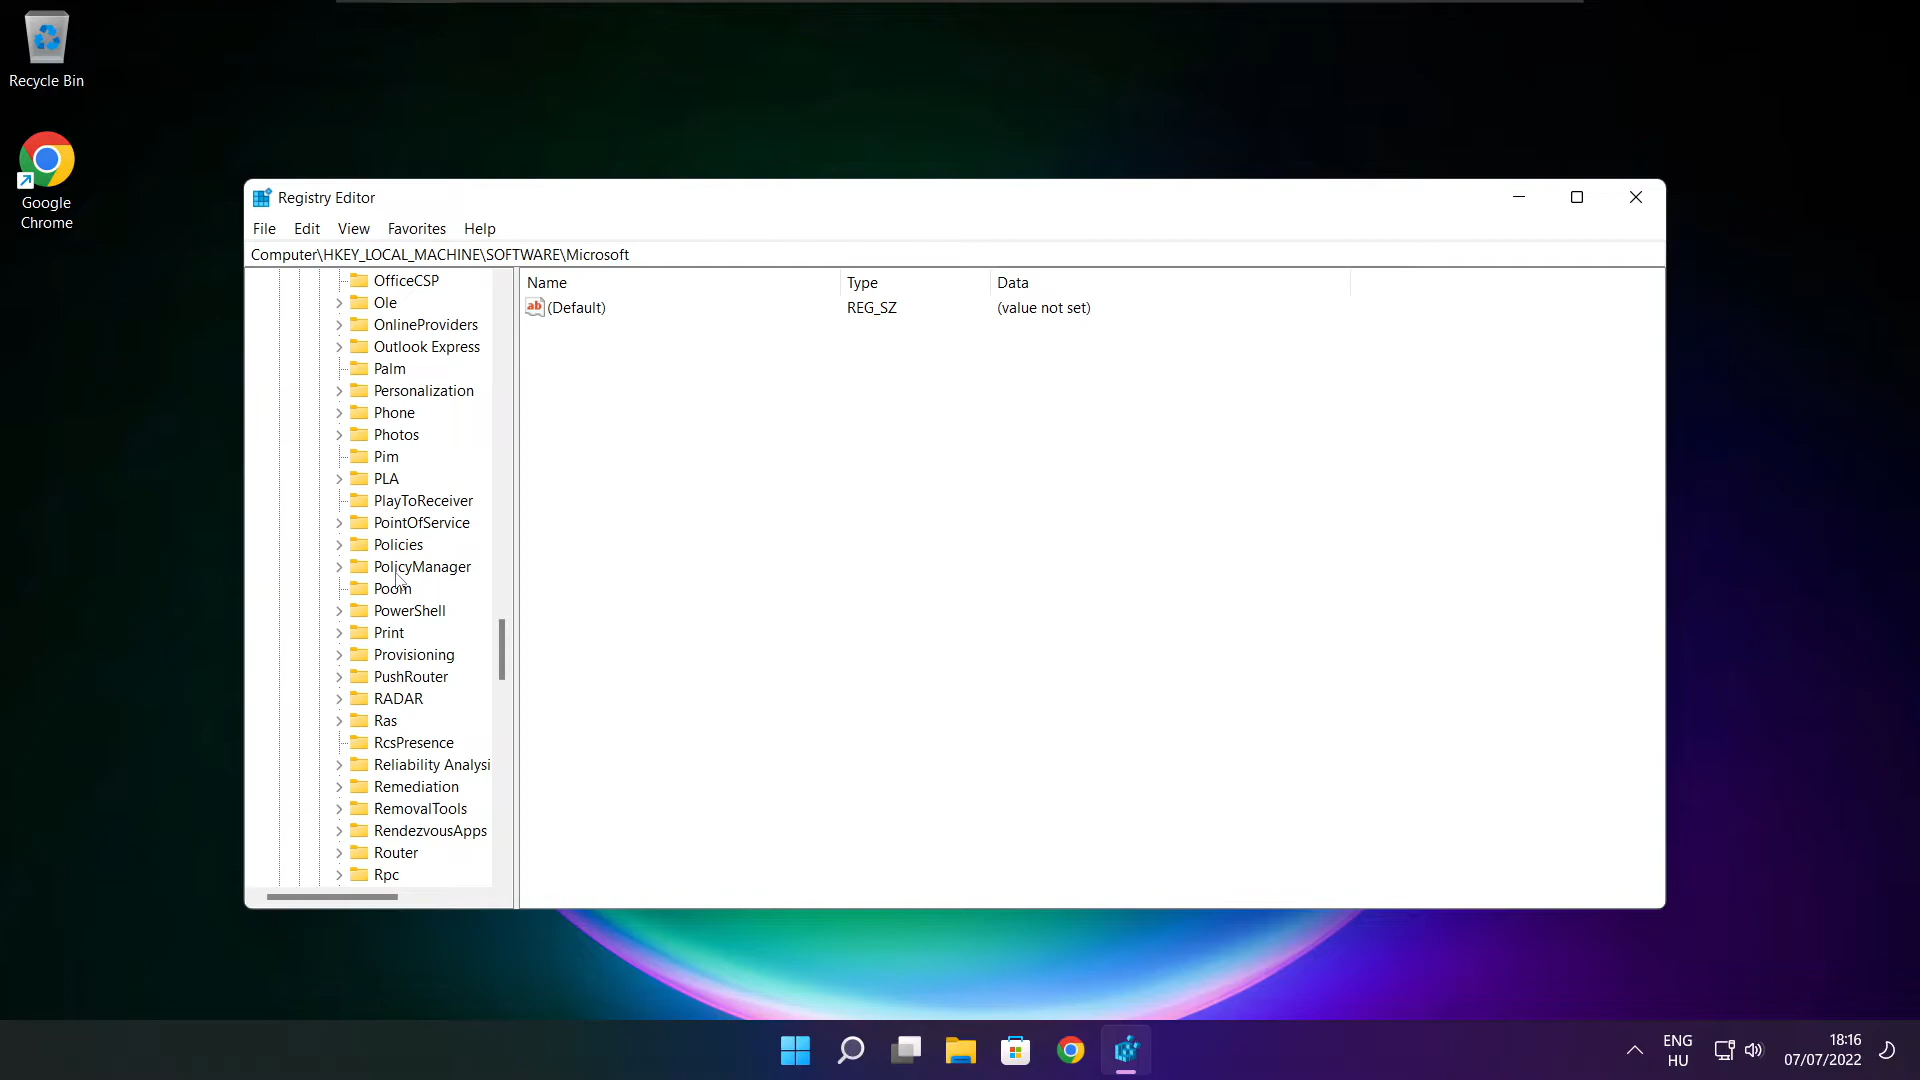 Recycle Bin
Google
Chrome
Registry Editor
File Edit View Favorites Help
Computer\HKEY_LOCAL_MACHINE\SOFTWARE\Microsoft
OfficeCSP
Ole
OnlineProviders
Outlook Express
Palm
Personalization
Phone
Photos
Pim
PLA
PlayToReceiver
PointOfService
Policies
PolicyManager
Poom
PowerShell
Print
Provisioning
PushRouter
RADAR
Ras
RcsPresence
Reliability Analysi
Remediation
RemovalTools
RendezvousApps
Router
Rpc
Name Type Data
ab (Default) REG_SZ (value not set)
ENG
HU
18:16
07/07/2022